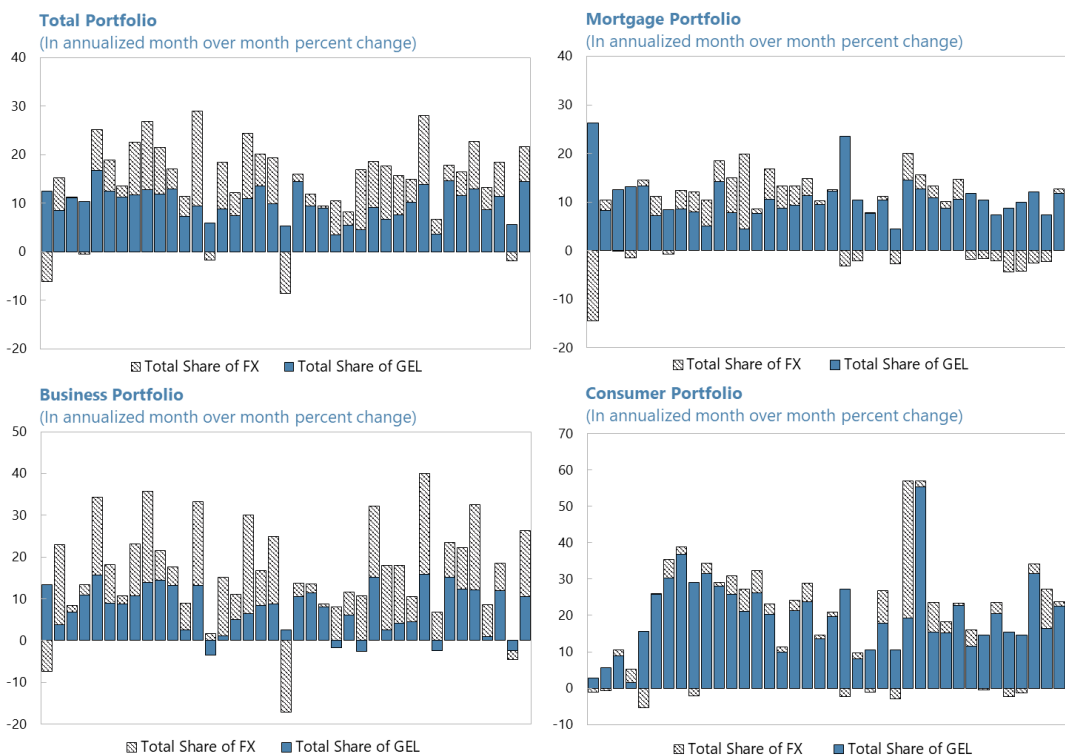 Total Portfolio
(In annualized month over month percent change)
40
30
20
10
0
-10
-20
Total Share of FX Total Share of GEL
Mortgage Portfolio
(In annualized month over month percent change)
40
30
20
10
0
-10
-20
Total Share of FX Total Share of GEL
Business Portfolio
(In annualized month over month percent change)
50
40
30
20
10
0
-10
-20
Total Share of FX Total Share of GEL
Consumer Portfolio
(In annualized month over month percent change)
70
60
50
40
30
20
10
0
-10
Total Share of FX Total Share of GEL